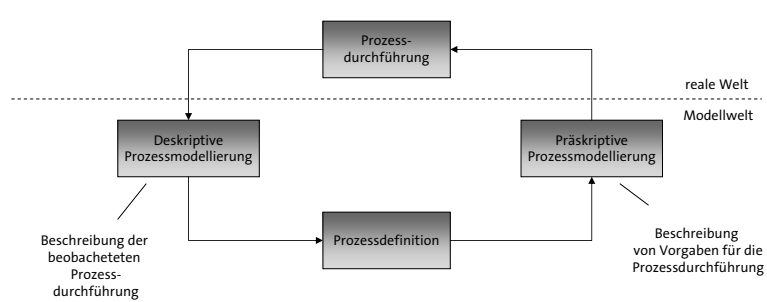 Prozess-
durchführung
reale Welt
Modellwelt
Deskriptive
Prozessmodellierung
Präskriptive
Prozessmodellierung
Prozessdefinition
Beschreibung der
beobacheteten
Prozess-
durchführung
Beschreibung
von Vorgaben für die
Prozessdurchführung